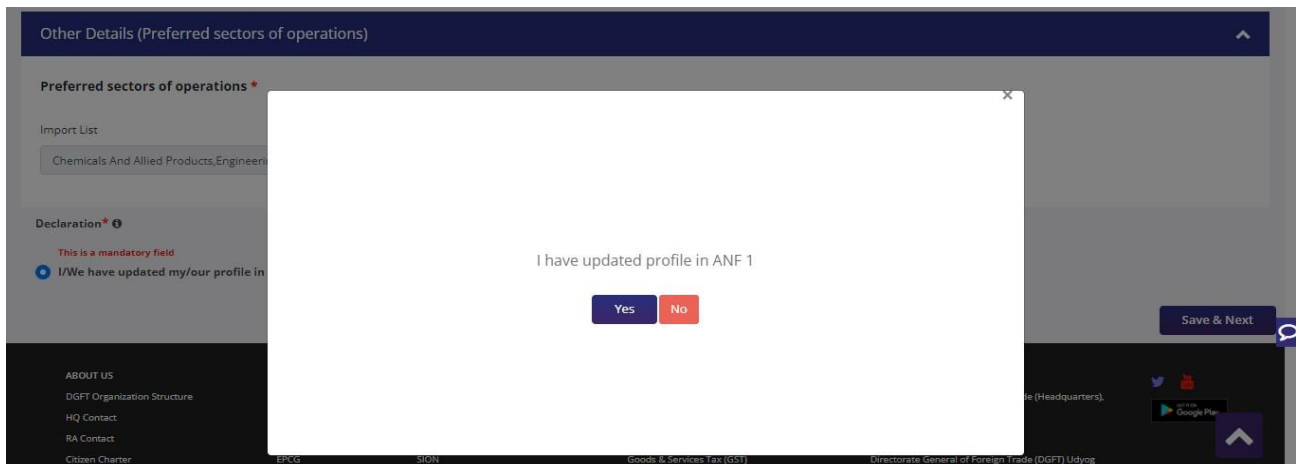 Other Details (Preferred sectors of operations)
Preferred sectors of operations *
×
Import List
Chemicals And Allied Products,Engineeri
Declaration*
This is a mandatory field
I/We have updated my/our profile in
I have updated profile in ANF 1
Yes No
Save & Next
ABOUT US
DGFT Organization Structure
de (Headquarters),
HQ Contact
GET IT ON
Google Play
RA Contact
Citizen Charter EPCG SION Goods & Services Tax (GST) Directorate General of Foreign Trade (DGFT) Udyog